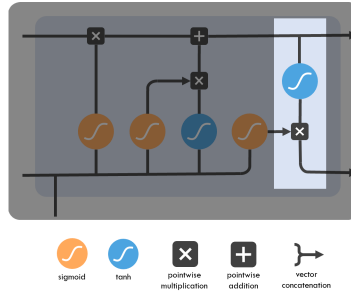 sigmoid
tanh
pointwise
multiplication
pointwise
addition
vector
concatenation